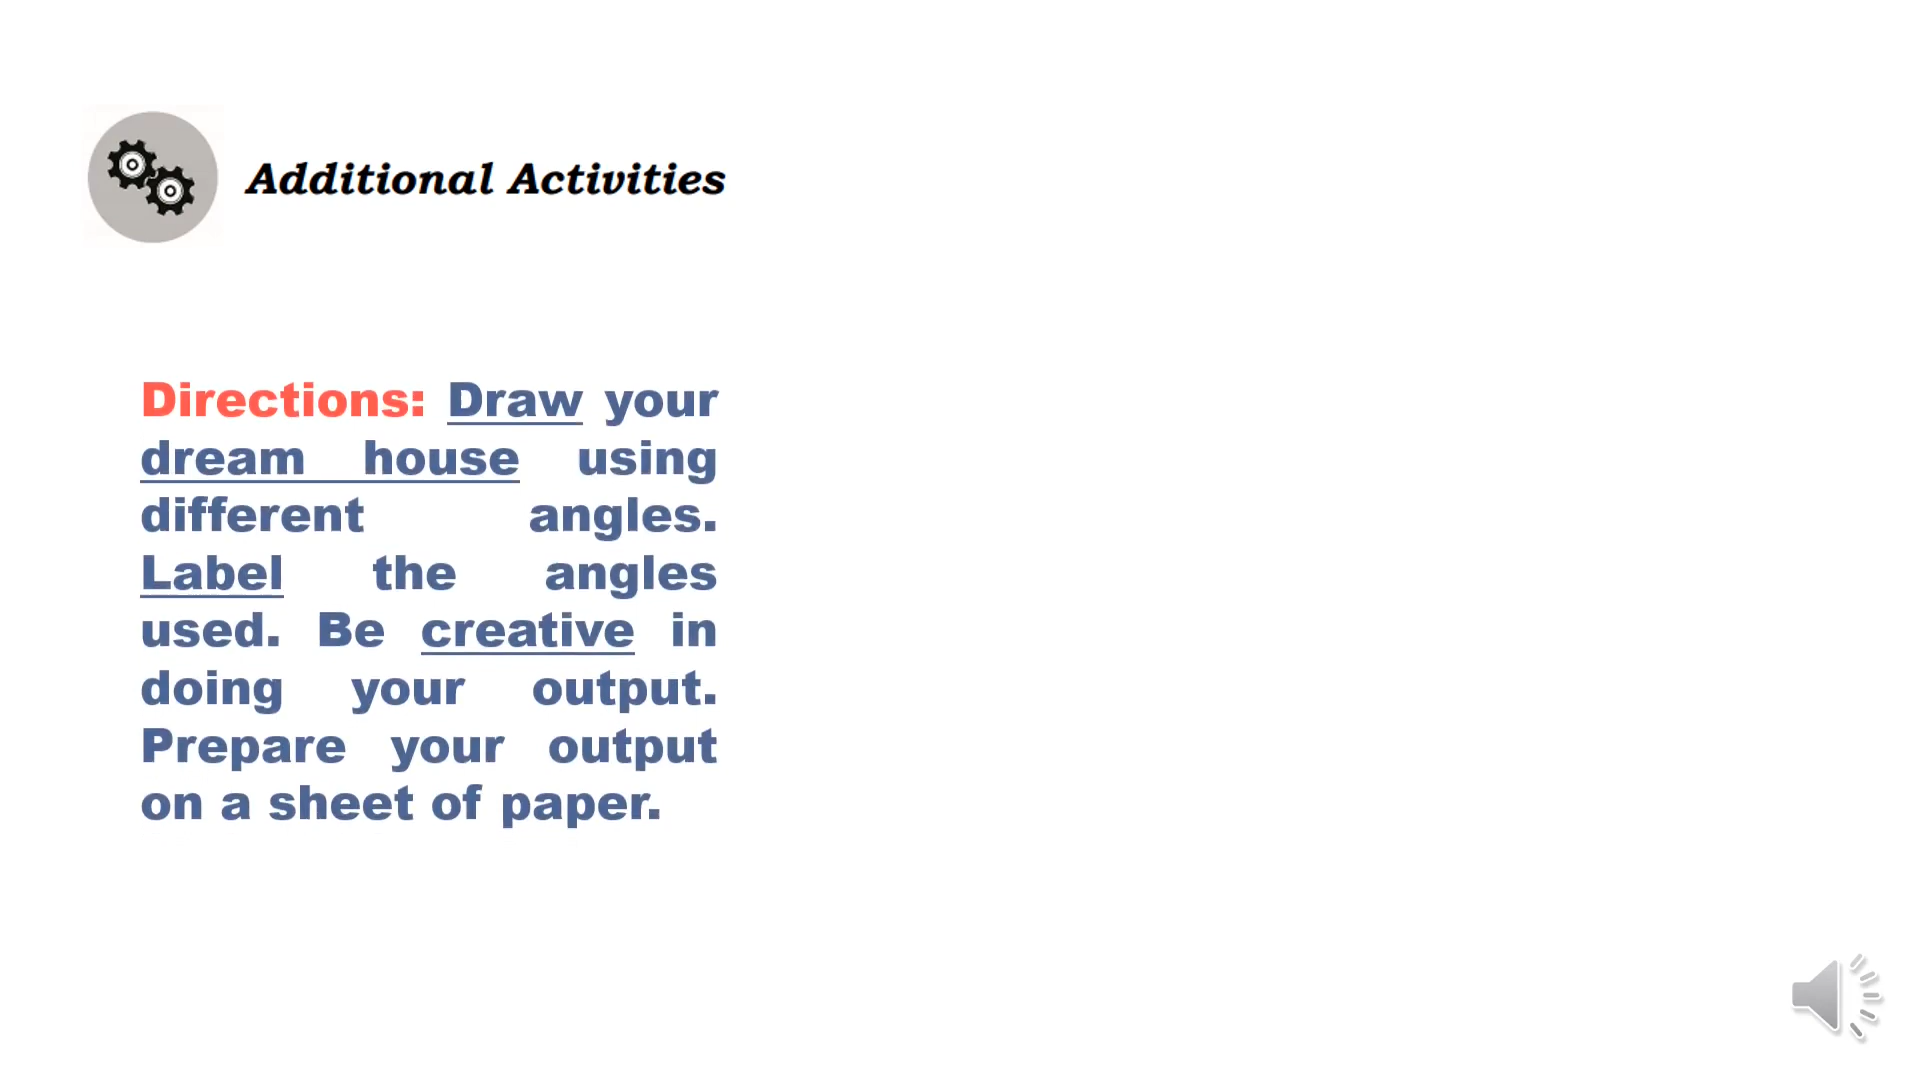 Additional Activities
Directions: Draw your
dream house using
different angles.
Label the angles
used. Be creative in
doing your output.
Prepare your output
on a sheet of paper.